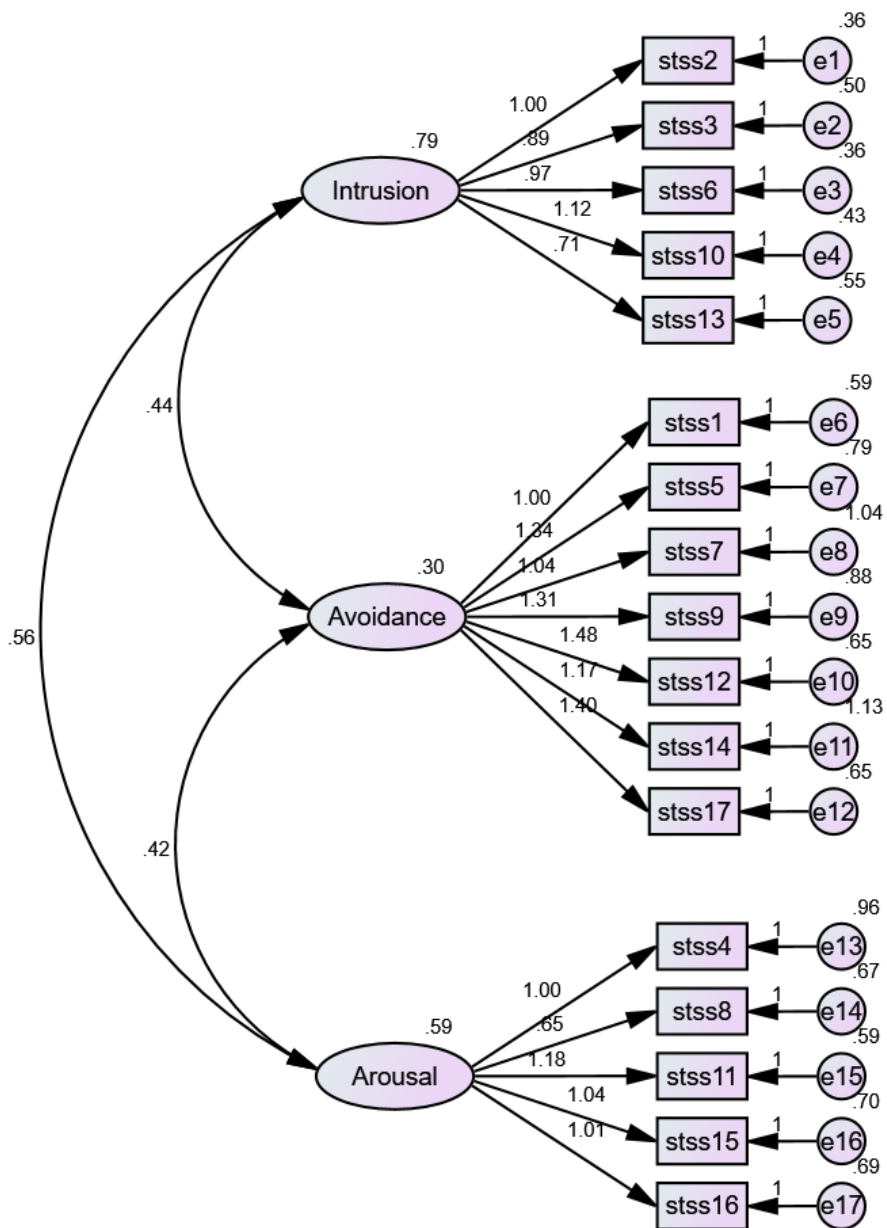 .36
stss2
1
e1
1.00
.50
stss3
1
e2
.89
.79
.36
Intrusion
.97
stss6
1
e3
1.12
.43
stss10
1
e4
.71
.55
stss13
1
e5
.44
.59
stss1
1
e6
.79
1.00
stss5
1
e7
1.34
1.04
.30
1.04
stss7
1
e8
.88
Avoidance
1.31
stss9
1
e9
.56
.65
1.48
stss12
1
e10
1.17
1.13
1.40
stss14
1
e11
.65
stss17
1
e12
.42
.96
stss4
1
e13
.67
1.00
stss8
1
e14
.65
.59
.59
Arousal
1.18
stss11
1
e15
1.04
.70
stss15
1
e16
1.01
.69
stss16
1
e17